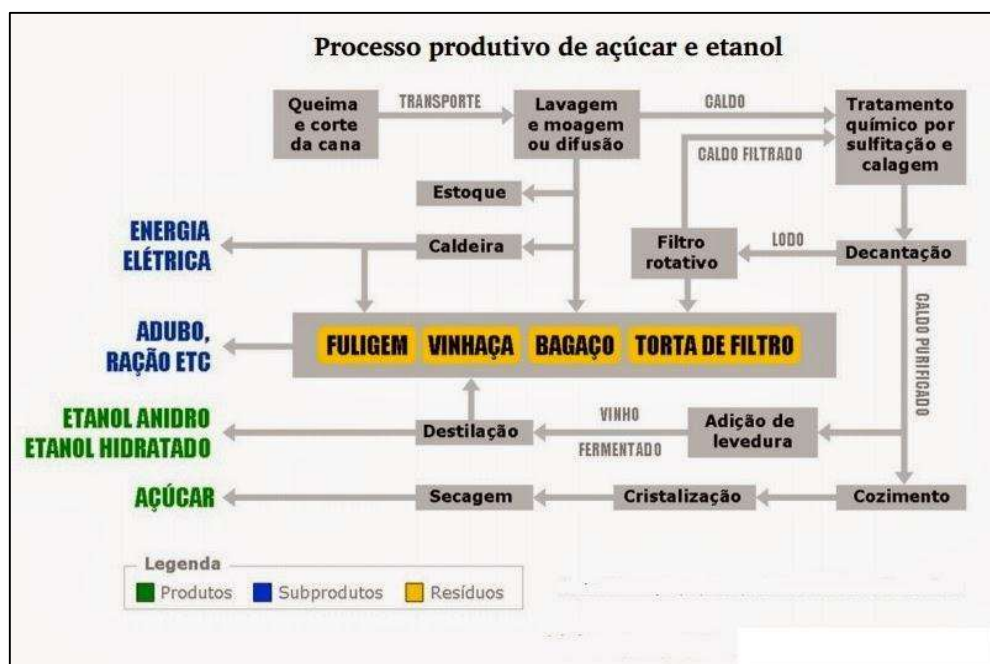 Processo produtivo de açúcar e etanol
Queima
e corte
da cana
TRANSPORTE
Lavagem
e moagem
ou difusão
CALDO
CALDO FILTRADO
Tratamento
químico por
sulfitação e
calagem
Estoque
ENERGIA
ELÉTRICA
Caldeira
Filtro
rotativo
LODO
Decantação
CALDO PURIFICADO
ADUBO,
RAÇÃO ETC
FULIGEM VINHAÇA BAGAÇO TORTA DE FILTRO
ETANOL ANIDRO
ETANOL HIDRATADO
Destilação
VINHO
FERMENTADO
Adição de
levedura
AÇÚCAR
Secagem
Cristalização
Cozimento
Legenda
Produtos Subprodutos Resíduos